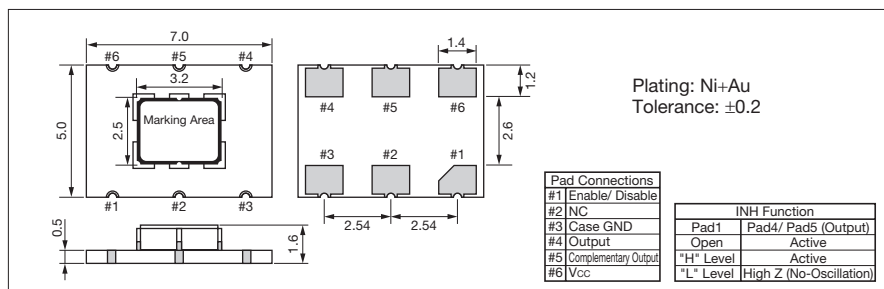 7.0
#6 #5 #4
3.2
5.0
2.5
Marking Area
#1 #2 #3
0.5
1.6
1.4
1.2
#4 #5 #6
2.6
#3 #2 #1
2.54 2.54
Plating: Ni+Au
Tolerance: ±0.2
Pad Connections
#1 Enable/ Disable
#2 NC
#3 Case GND
#4 Output
#5 Complementary Output
#6 Vcc
INH Function
Pad1 Pad4/ Pad5 (Output)
Open Active
"H" Level Active
"L" Level High Z (No-Oscillation)